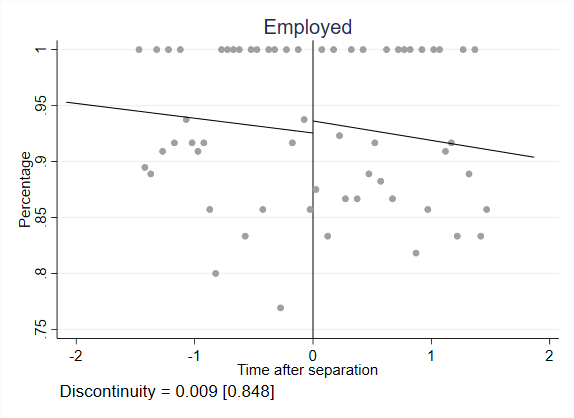 Employed
Percentage
1
.95
.9
.85
.8
.75
-2 -1 0 1 2
Time after separation
Discontinuity = 0.009 [0.848]